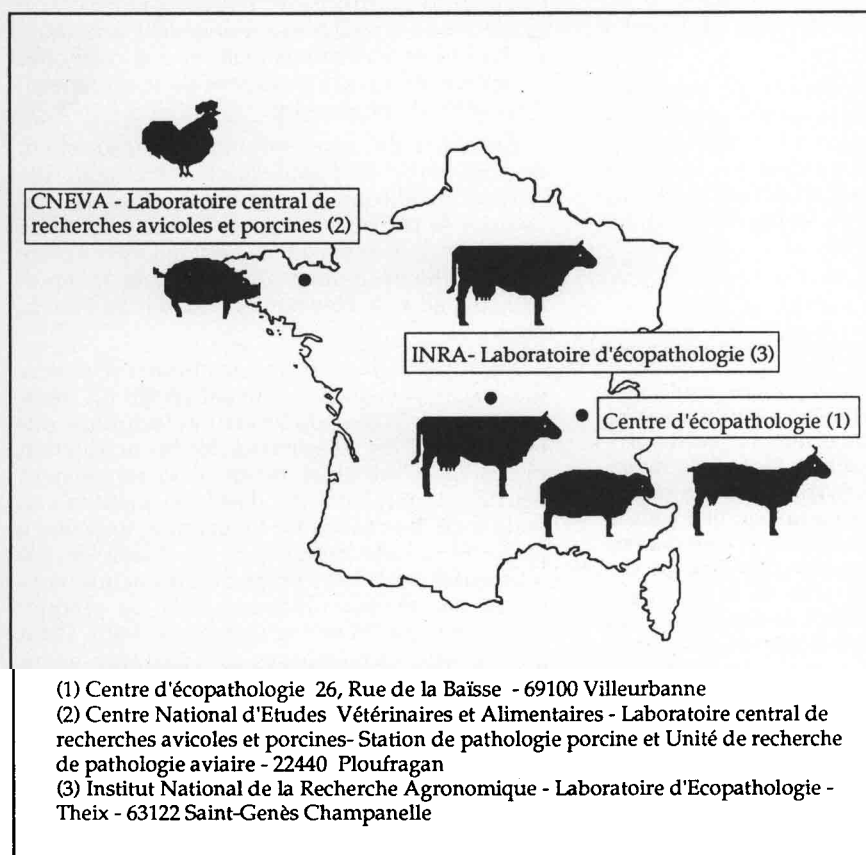 CNEVA - Laboratoire central de
recherches avicoles et porcines (2)
INRA- Laboratoire d'écopathologie (3)
Centre d'écopathologie (1)
(1) Centre d'écopathologie 26, Rue de la Baïsse - 69100 Villeurbanne
(2) Centre National d'Etudes Vétérinaires et Alimentaires - Laboratoire central de
recherches avicoles et porcines- Station de pathologie porcine et Unité de recherche
de pathologie aviaire - 22440 Ploufragan
(3) Institut National de la Recherche Agronomique - Laboratoire d'Ecopathologie -
Theix - 63122 Saint-Genès Champanelle